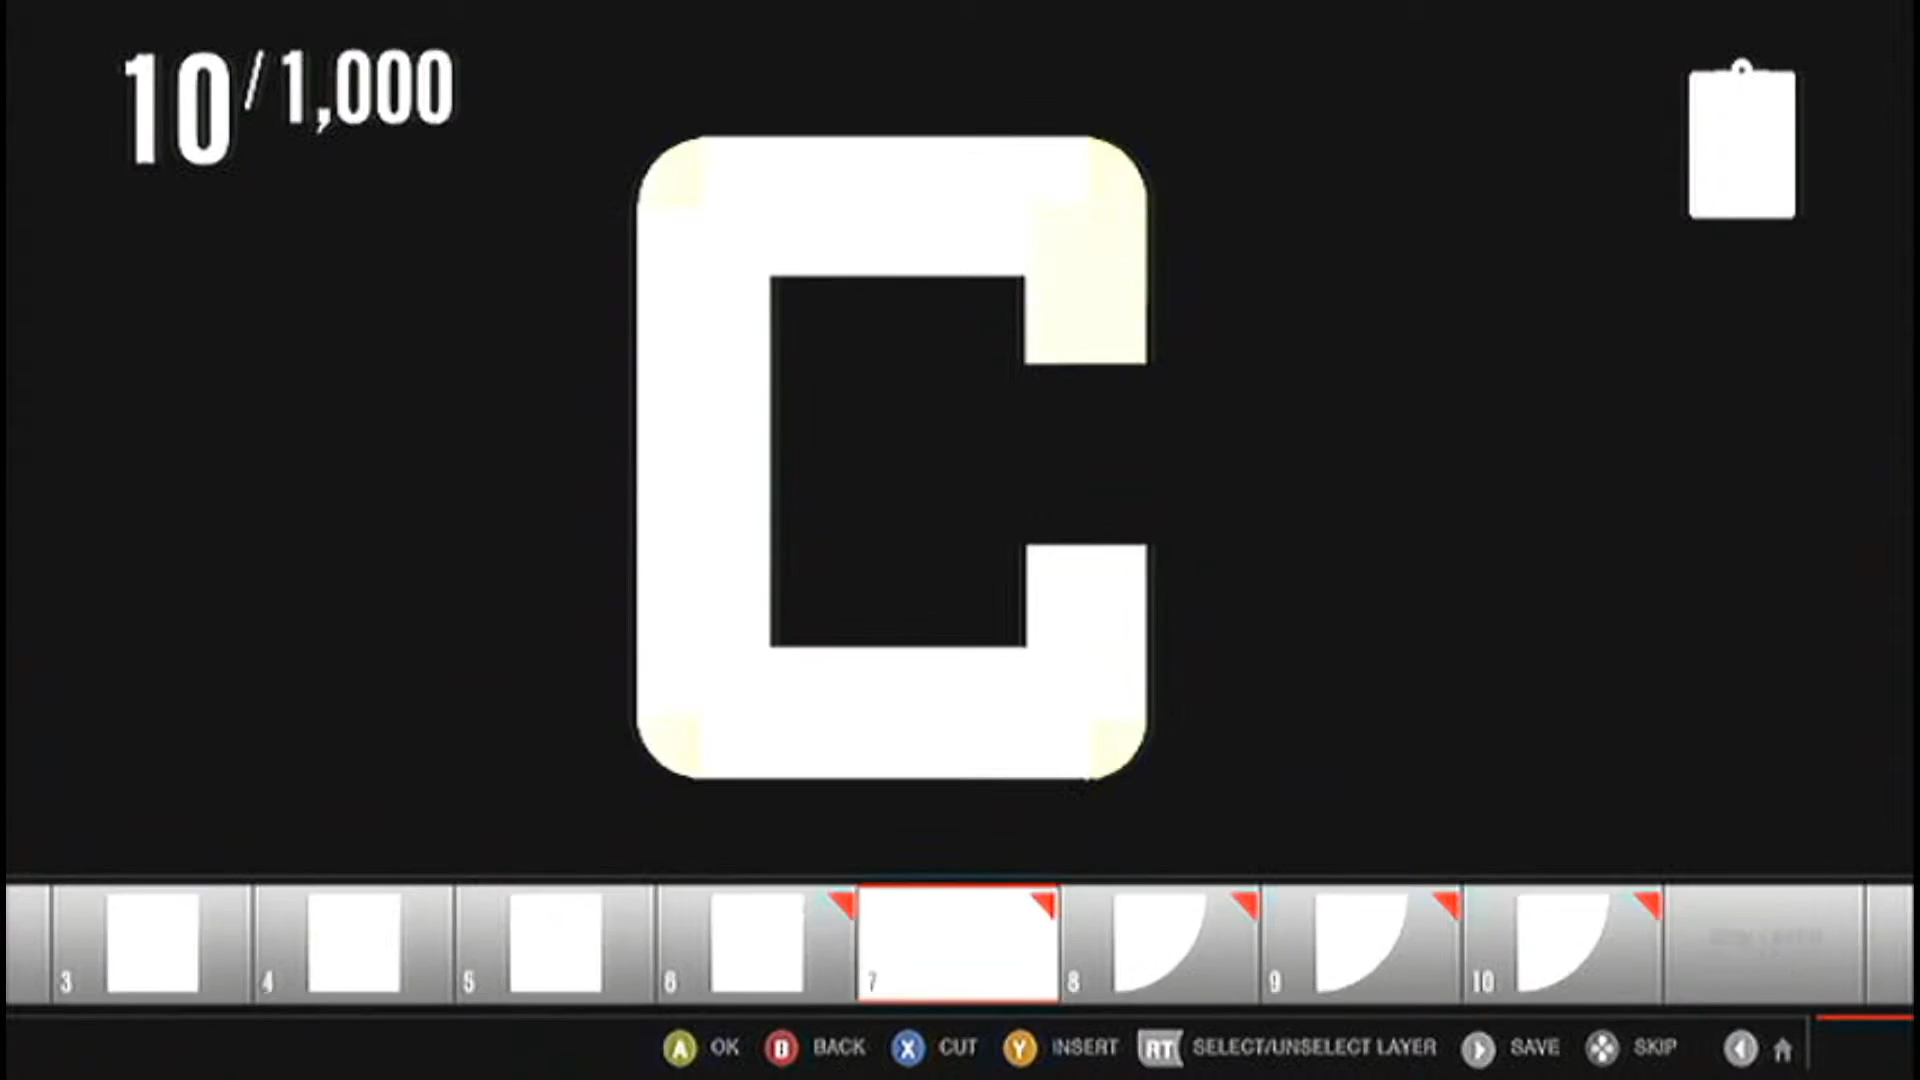 10/1,000
C
3 4 5 6 7 8 9 10
A OK B BACK X CUT Y INSERT RT SELECT/UNSELECT LAYER SAVE SKIP